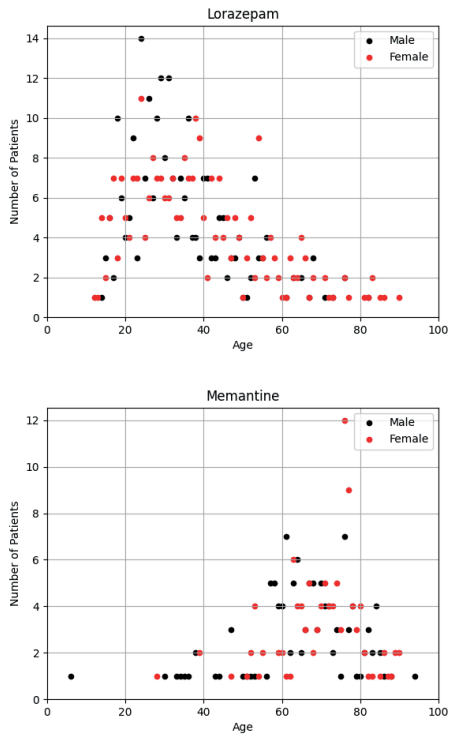 Lorazepam
14
12
10
8
6
4
2
0
Number of Patients
Male
Female
0 20 40 60 80 100
Age
Memantine
12
10
8
6
4
2
0
Number of Patients
Male
Female
0 20 40 60 80 100
Age